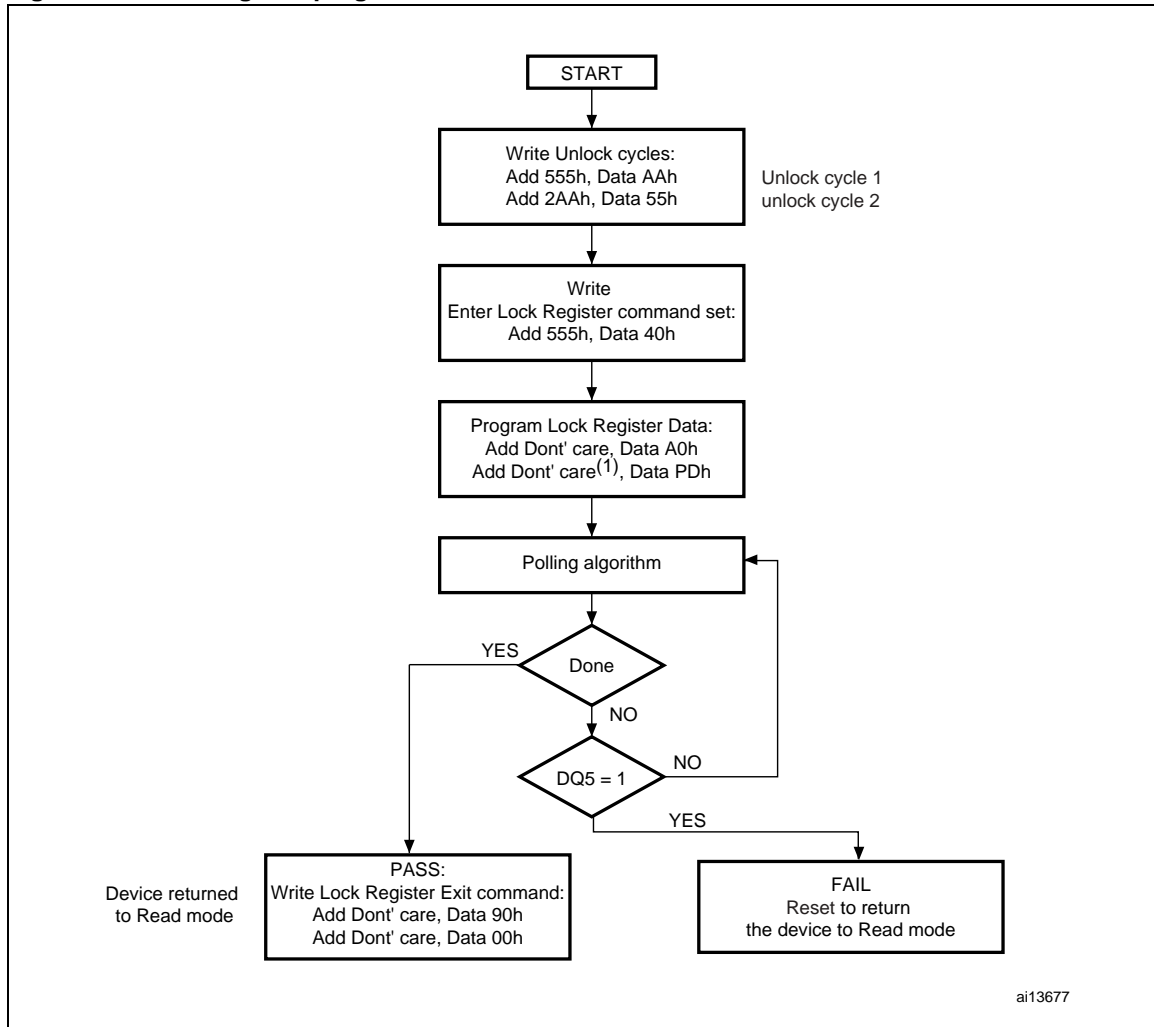 START
Write Unlock cycles:
Add 555h, Data AAh
Add 2AAh, Data 55h
Unlock cycle 1
unlock cycle 2
Write
Enter Lock Register command set:
Add 555h, Data 40h
Program Lock Register Data:
Add Dont' care, Data A0h
Add Dont' care(1), Data PDh
Polling algorithm
YES
Done
NO
DQ5 = 1
NO
YES
Device returned
to Read mode
PASS:
Write Lock Register Exit command:
Add Dont' care, Data 90h
Add Dont' care, Data 00h
FAIL
Reset to return
the device to Read mode
ai13677